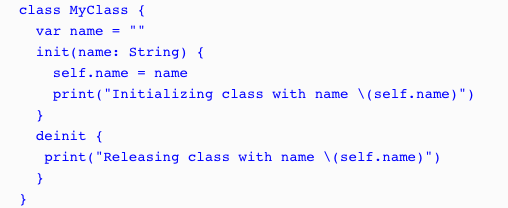 class MyClass {
  var name = ""
  init(name: String) {
    self.name = name
    print("Initializing class with name \(self.name)")
  }
  deinit {
   print("Releasing class with name \(self.name)")
  }
}